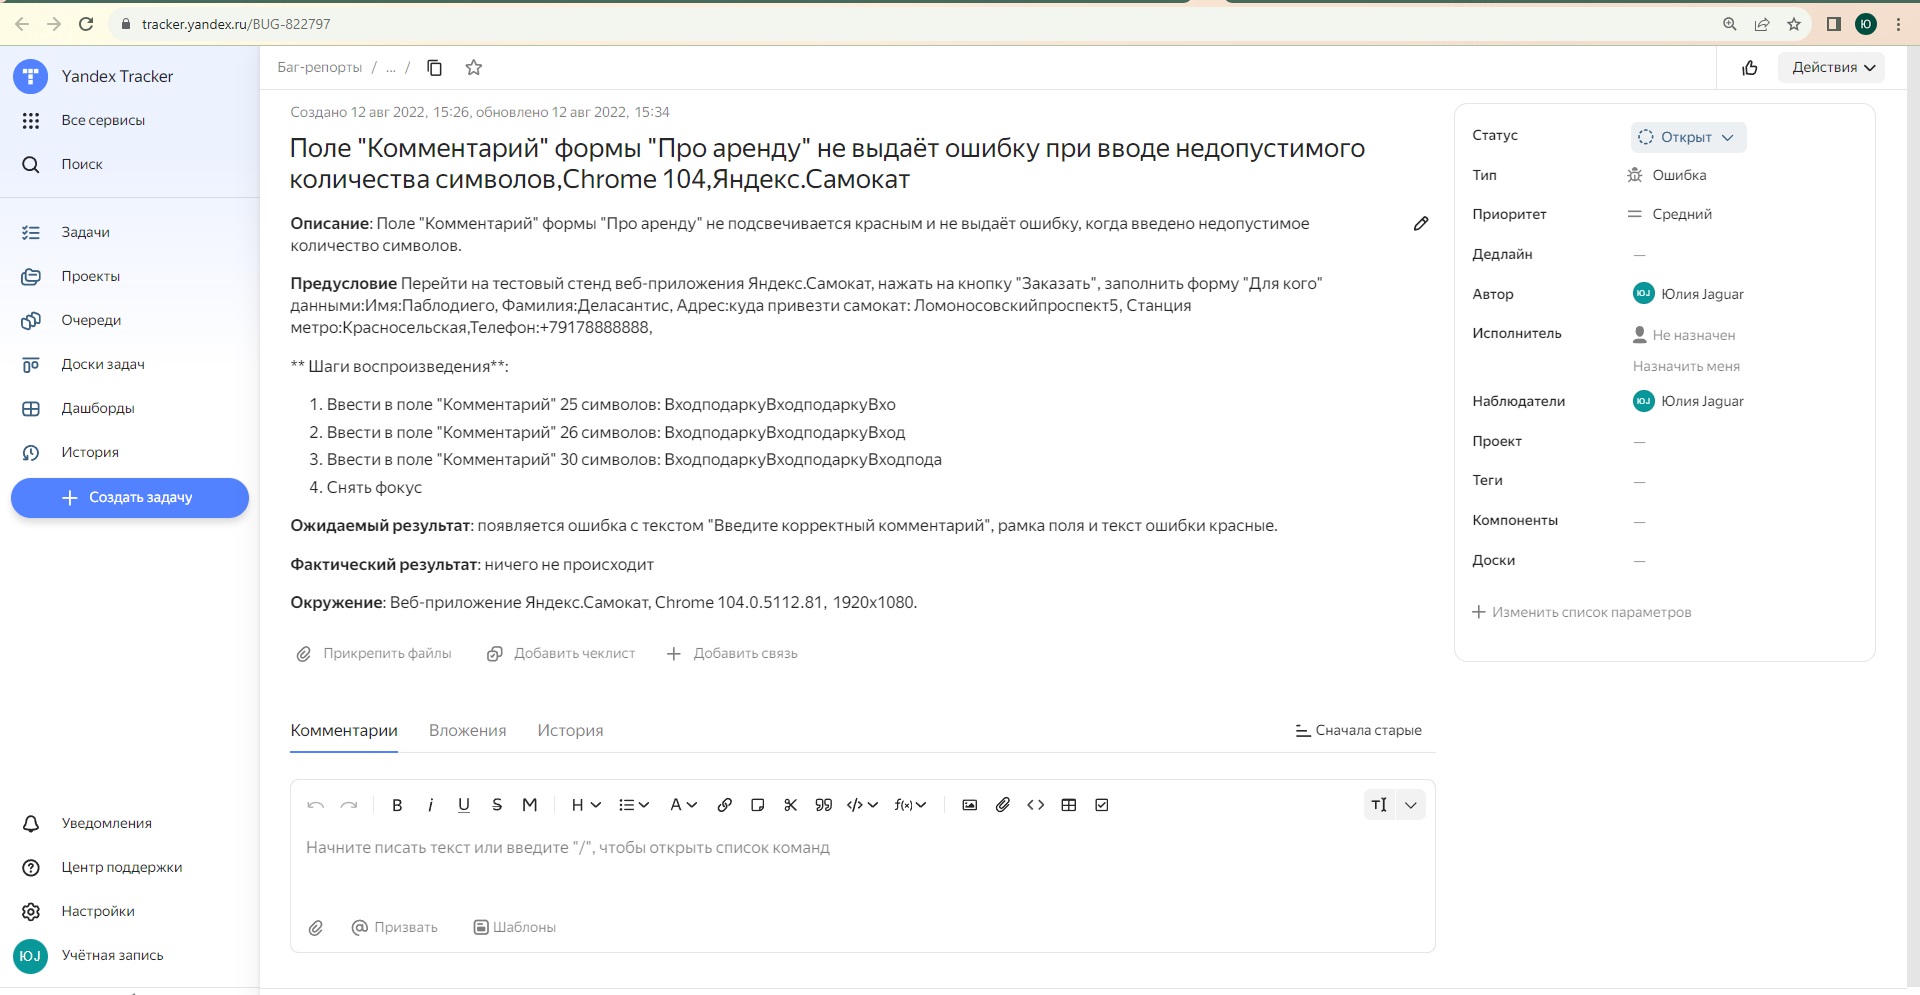 tracker.yandex.ru/BUG-822797
Ю
Yandex Tracker
Все сервисы
Поиск
Задачи
Проекты
Очереди
Доски задач
Дашборды
История
Создать задачу
Уведомления
Центр поддержки
Настройки
ЮJ Учётная запись
Баг-репорты / ... /
Действия
Создано 12 авг 2022, 15:26, обновлено 12 авг 2022, 15:34
Поле "Комментарий" формы "Про аренду" не выдаёт ошибку при вводе недопустимого
количества символов,Chrome 104,Яндекс.Самокат
Описание: Поле "Комментарий" формы "Про аренду" не подсвечивается красным и не выдаёт ошибку, когда введено недопустимое
количество символов.
Предусловие Перейти на тестовый стенд веб-приложения Яндекс.Самокат, нажать на кнопку "Заказать", заполнить форму "Для кого"
данными:Имя:Паблодиего, Фамилия:Деласантис, Адрес:куда привезти самокат: Ломоносовскийпроспект5, Станция
метро:Красносельская,Телефон:+79178888888,
** Шаги воспроизведения**:
1. Ввести в поле "Комментарий" 25 символов: ВходподаркуВходподаркуВхо
2. Ввести в поле "Комментарий" 26 символов: ВходподаркуВходподаркуВход
3. Ввести в поле "Комментарий" 30 символов: ВходподаркуВходподаркуВходпода
4. Снять фокус
Ожидаемый результат: появляется ошибка с текстом "Введите корректный комментарий", рамка поля и текст ошибки красные.
Фактический результат: ничего не происходит
Окружение: Веб-приложение Яндекс.Самокат, Chrome 104.0.5112.81, 1920x1080.
Прикрепить файлы Добавить чеклист Добавить связь
Комментарии Вложения История Сначала старые
B i U S M H A f(x) T
Начните писать текст или введите "/", чтобы открыть список команд
Призвать Шаблоны
Статус Открыт
Тип Ошибка
Приоритет Средний
Дедлайн —
Автор ЮJ Юлия Jaguar
Исполнитель Не назначен
Назначить меня
Наблюдатели ЮJ Юлия Jaguar
Проект —
Теги —
Компоненты —
Доски —
Изменить список параметров